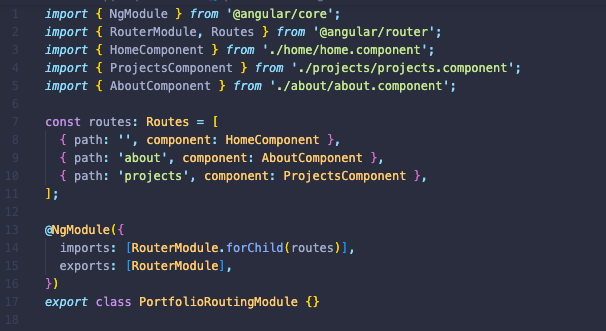 1 import { NgModule } from '@angular/core';
2 import { RouterModule, Routes } from '@angular/router';
3 import { HomeComponent } from './home/home.component';
4 import { ProjectsComponent } from './projects/projects.component';
5 import { AboutComponent } from './about/about.component';
6
7 const routes: Routes = [
8 { path: '', component: HomeComponent },
9 { path: 'about', component: AboutComponent },
10 { path: 'projects', component: ProjectsComponent },
11 ];
12
13 @NgModule({
14 imports: [RouterModule.forChild(routes)],
15 exports: [RouterModule],
16 })
17 export class PortfolioRoutingModule {}
18